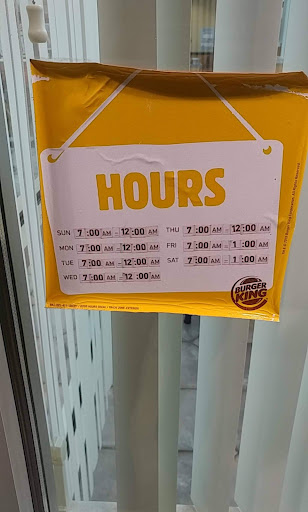 HOURS
SUN 7:00 AM - 12:00 AM THU 7:00 AM - 12:00 AM
MON 7:00 AM - 12:00 AM FRI 7:00 AM - 1:00 AM
TUE 7:00 AM - 12:00 AM SAT 7:00 AM - 1:00 AM
WED 7:00 AM - 12:00 AM
BURGER
KING